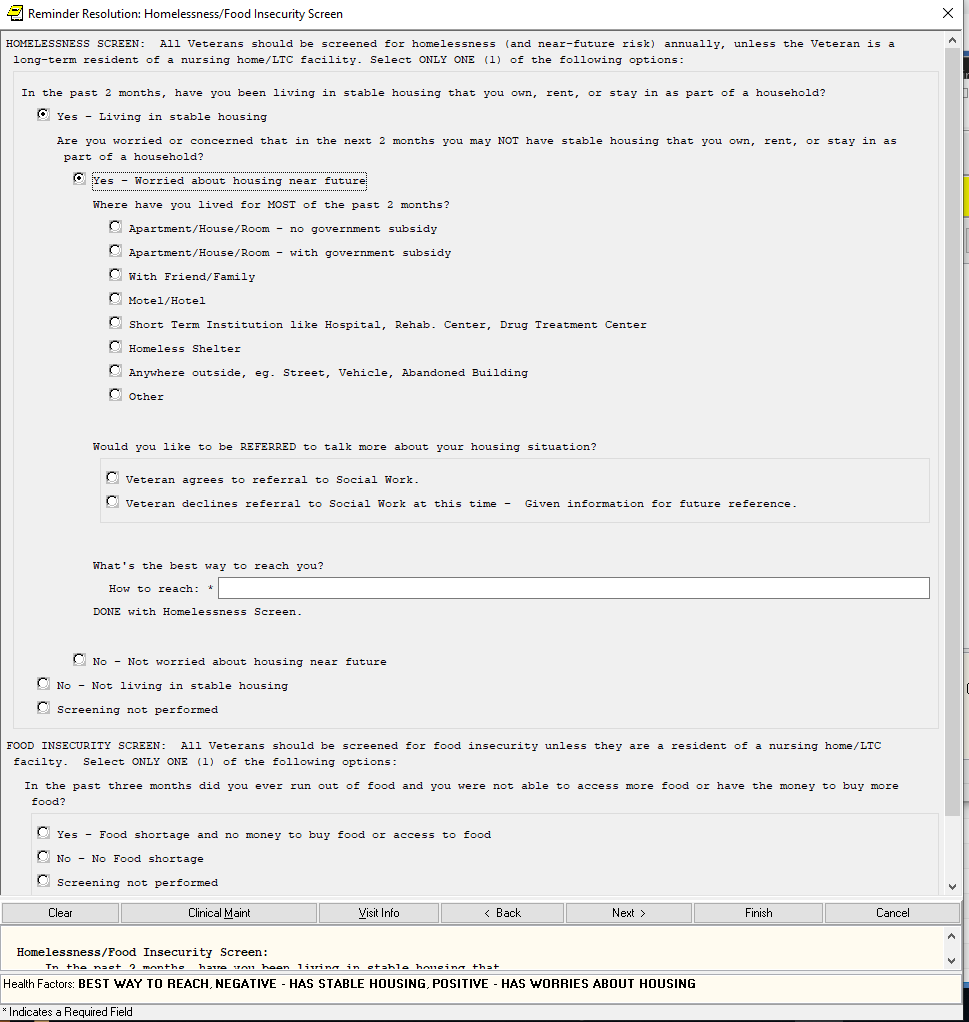 Reminder Resolution: Homelessness/Food Insecurity Screen
HOMELESSNESS SCREEN:  All Veterans should be screened for homelessness (and near-future risk) annually, unless the Veteran is a
long-term resident of a nursing home/LTC facility. Select ONLY ONE (1) of the following options:
In the past 2 months, have you been living in stable housing that you own, rent, or stay in as part of a household?
Yes - Living in stable housing
Are you worried or concerned that in the next 2 months you may NOT have stable housing that you own, rent, or stay in as
part of a household?
Yes - Worried about housing near future
Where have you lived for MOST of the past 2 months?
Apartment/House/Room - no government subsidy
Apartment/House/Room - with government subsidy
With Friend/Family
Motel/Hotel
Short Term Institution like Hospital, Rehab. Center, Drug Treatment Center
Homeless Shelter
Anywhere outside, eg. Street, Vehicle, Abandoned Building
Other
Would you like to be REFERRED to talk more about your housing situation?
Veteran agrees to referral to Social Work.
Veteran declines referral to Social Work at this time -  Given information for future reference.
What's the best way to reach you?
How to reach: *
DONE with Homelessness Screen.
No - Not worried about housing near future
No - Not living in stable housing
Screening not performed
FOOD INSECURITY SCREEN:  All Veterans should be screened for food insecurity unless they are a resident of a nursing home/LTC
facilty.  Select ONLY ONE (1) of the following options:
In the past three months did you ever run out of food and you were not able to access more food or have the money to buy more
food?
Yes - Food shortage and no money to buy food or access to food
No - No Food shortage
Screening not performed
Clear Clinical Maint Visit Info < Back Next > Finish Cancel
Homelessness/Food Insecurity Screen:
In the past 2 months, have you been living in stable housing that
Health Factors: BEST WAY TO REACH, NEGATIVE - HAS STABLE HOUSING, POSITIVE - HAS WORRIES ABOUT HOUSING
* Indicates a Required Field